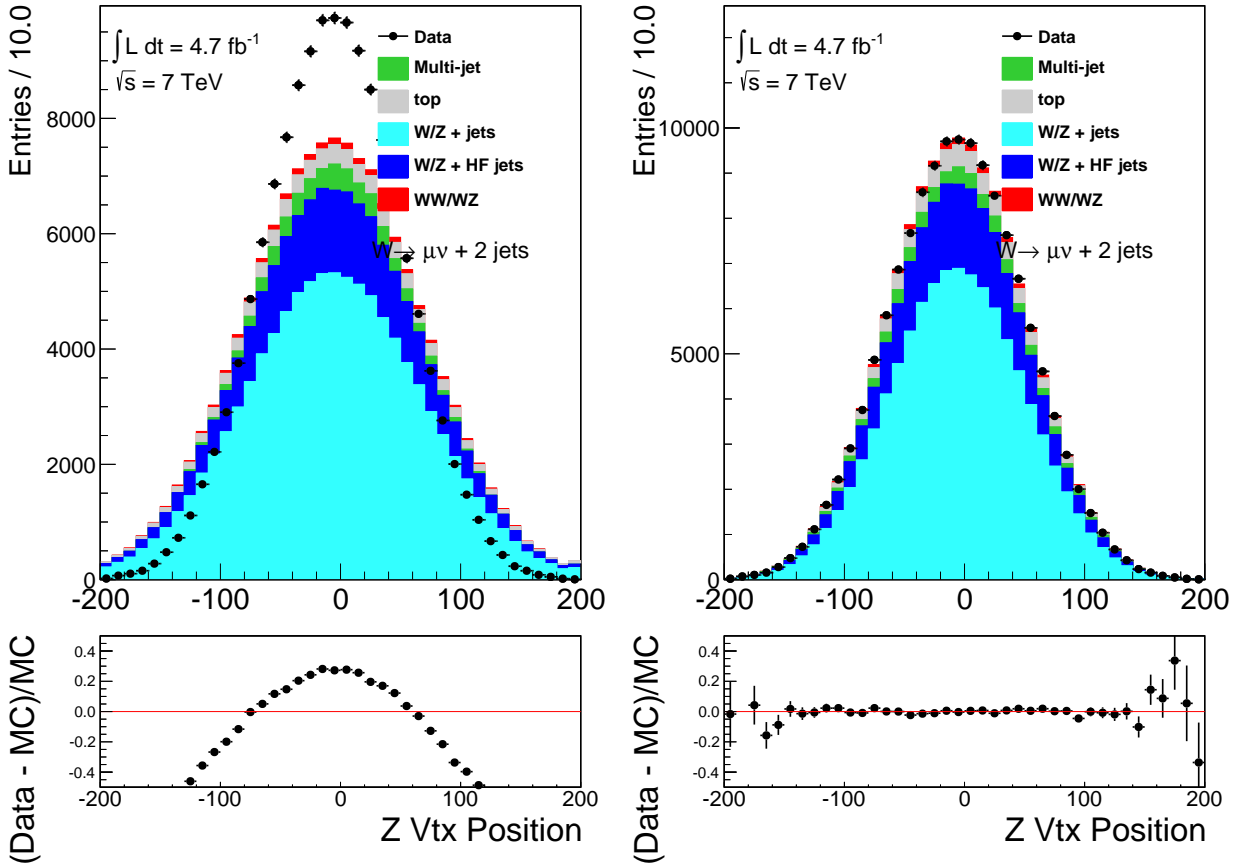 Entries / 10.0
∫ L dt = 4.7 fb⁻¹
√s = 7 TeV
Data
Multi-jet
top
W/Z + jets
W/Z + HF jets
WW/WZ
W→ μν + 2 jets
8000
6000
4000
2000
0
-200 -100 0 100 200
(Data - MC)/MC
0.4
0.2
0.0
-0.2
-0.4
-200 -100 0 100 200
Z Vtx Position
Entries / 10.0
∫ L dt = 4.7 fb⁻¹
√s = 7 TeV
Data
Multi-jet
top
W/Z + jets
W/Z + HF jets
WW/WZ
W→ μν + 2 jets
10000
5000
0
-200 -100 0 100 200
(Data - MC)/MC
0.4
0.2
0.0
-0.2
-0.4
-200 -100 0 100 200
Z Vtx Position